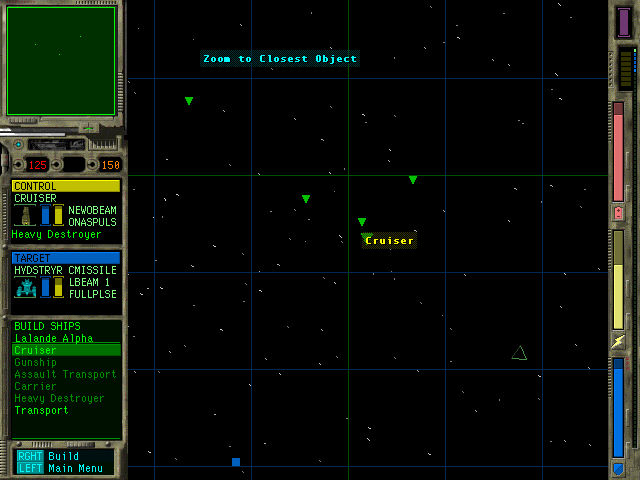 Zoom to Closest Object
125 150
CONTROL
CRUISER
NEWOBEAM
ONASPULS
Heavy Destroyer
Cruiser
TARGET
HYDSTRYR CMISSILE
LBEAM 1
FULLPLSE
BUILD SHIPS
Lalande Alpha
Cruiser
Gunship
Assault Transport
Carrier
Heavy Destroyer
Transport
RGHT Build
LEFT Main Menu